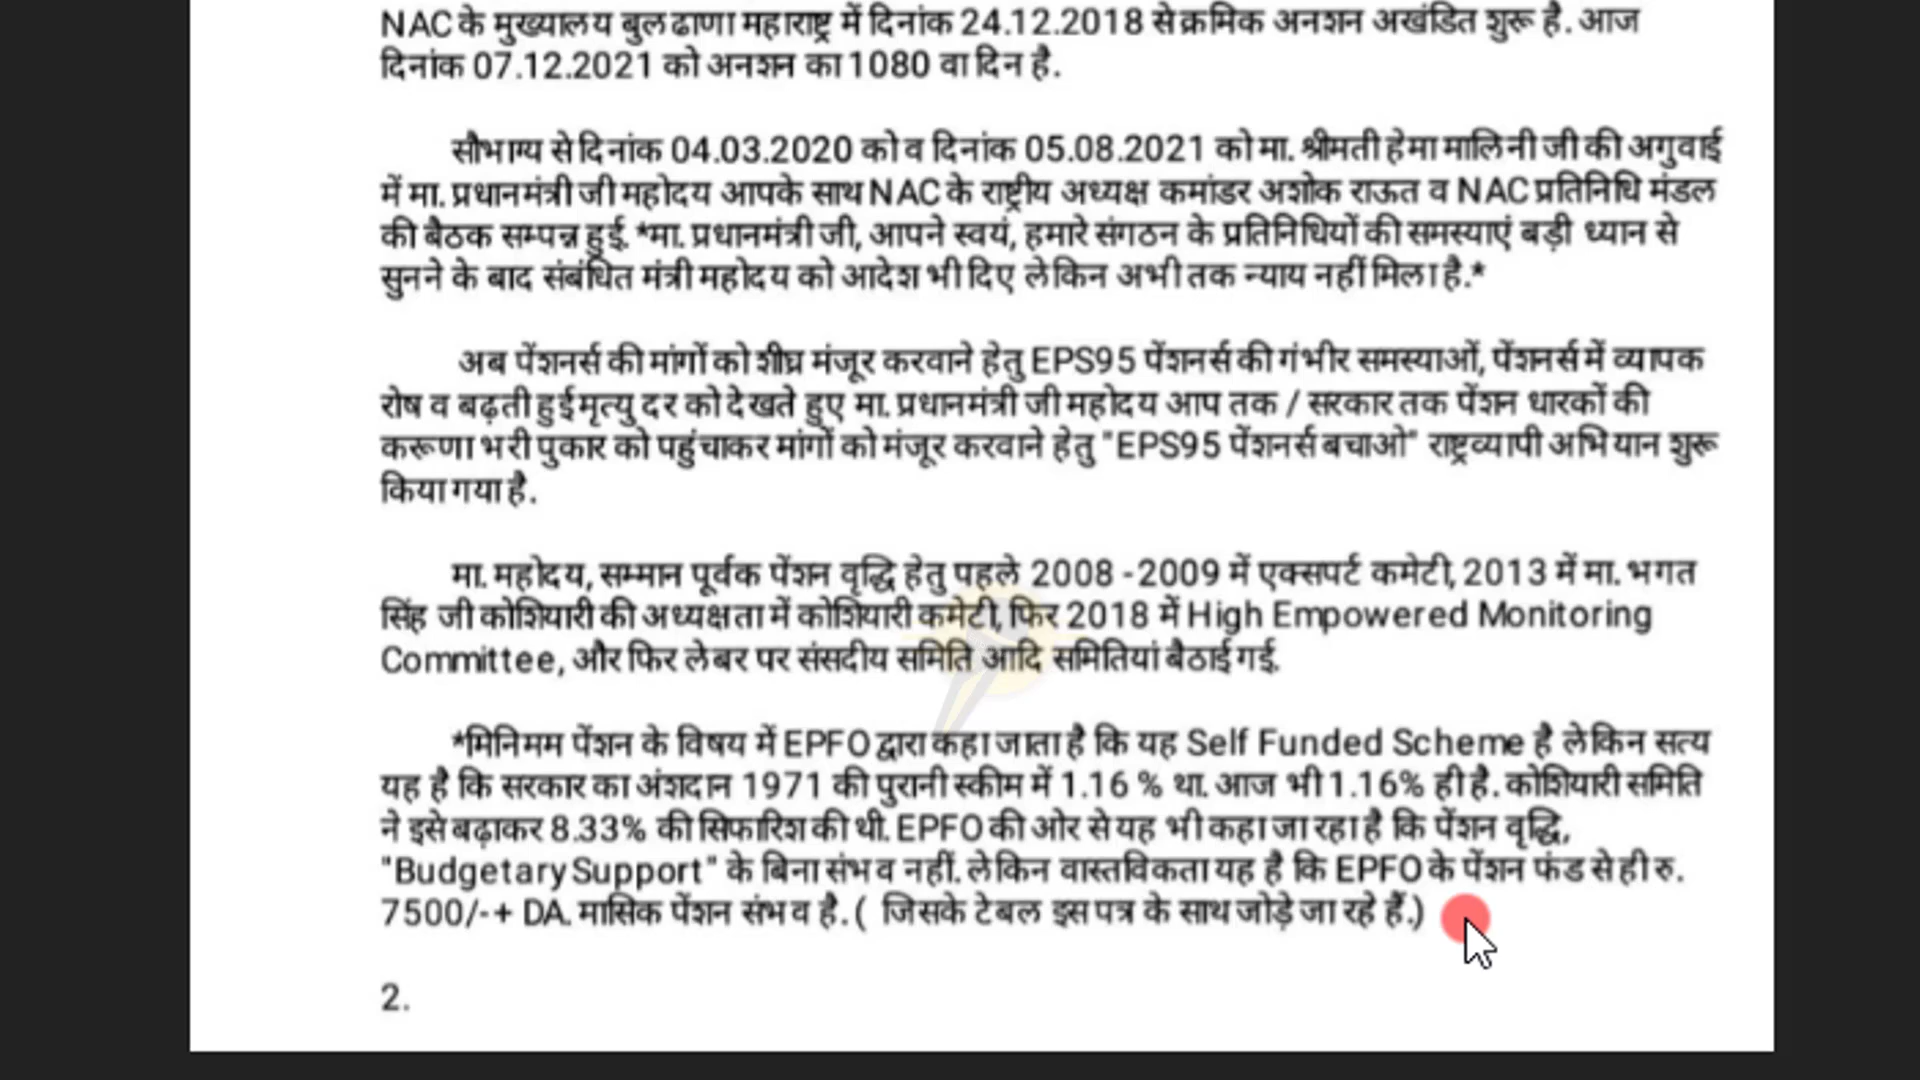 NAC के मुख्यालय बुलढाणा महाराष्ट्र में दिनांक 24.12.2018 से क्रमिक अनशन अखंडित शुरू है. आज
दिनांक 07.12.2021 को अनशन का 1080 वा दिन है.
सौभाग्य से दिनांक 04.03.2020 को व दिनांक 05.08.2021 को मा. श्रीमती हेमा मालिनी जी की अगुवाई
में मा. प्रधानमंत्री जी महोदय आपके साथ NAC के राष्ट्रीय अध्यक्ष कमांडर अशोक राऊत व NAC प्रतिनिधि मंडल
की बैठक सम्पन्न हुई. *मा. प्रधानमंत्री जी, आपने स्वयं, हमारे संगठन के प्रतिनिधियों की समस्याएं बड़ी ध्यान से
सुनने के बाद संबंधित मंत्री महोदय को आदेश भी दिए लेकिन अभी तक न्याय नहीं मिला है.*
अब पेंशनर्स की मांगों को शीघ्र मंजूर करवाने हेतु EPS95 पेंशनर्स की गंभीर समस्याओं, पेंशनर्स में व्यापक
रोष व बढ़ती हुई मृत्यु दर को देखते हुए मा. प्रधानमंत्री जी महोदय आप तक / सरकार तक पेंशन धारकों की
करूणा भरी पुकार को पहुंचाकर मांगों को मंजूर करवाने हेतु "EPS95 पेंशनर्स बचाओ" राष्ट्रव्यापी अभियान शुरू
किया गया है.
मा. महोदय, सम्मान पूर्वक पेंशन वृद्धि हेतु पहले 2008 -2009 में एक्सपर्ट कमेटी, 2013 में मा. भगत
सिंह जी कोशियारी की अध्यक्षता में कोशियारी कमेटी, फिर 2018 में High Empowered Monitoring
Committee, और फिर लेबर पर संसदीय समिति आदि समितियां बैठाई गई.
*मिनिमम पेंशन के विषय में EPFO द्वारा कहा जाता है कि यह Self Funded Scheme है लेकिन सत्य
यह है कि सरकार का अंशदान 1971 की पुरानी स्कीम में 1.16 % था. आज भी 1.16% ही है. कोशियारी समिति
ने इसे बढ़ाकर 8.33% की सिफारिश की थी. EPFO की ओर से यह भी कहा जा रहा है कि पेंशन वृद्धि,
"Budgetary Support" के बिना संभव नहीं. लेकिन वास्तविकता यह है कि EPFO के पेंशन फंड से ही रु.
7500/-+ DA. मासिक पेंशन संभव है. ( जिसके टेबल इस पत्र के साथ जोड़े जा रहे हैं.)
2.